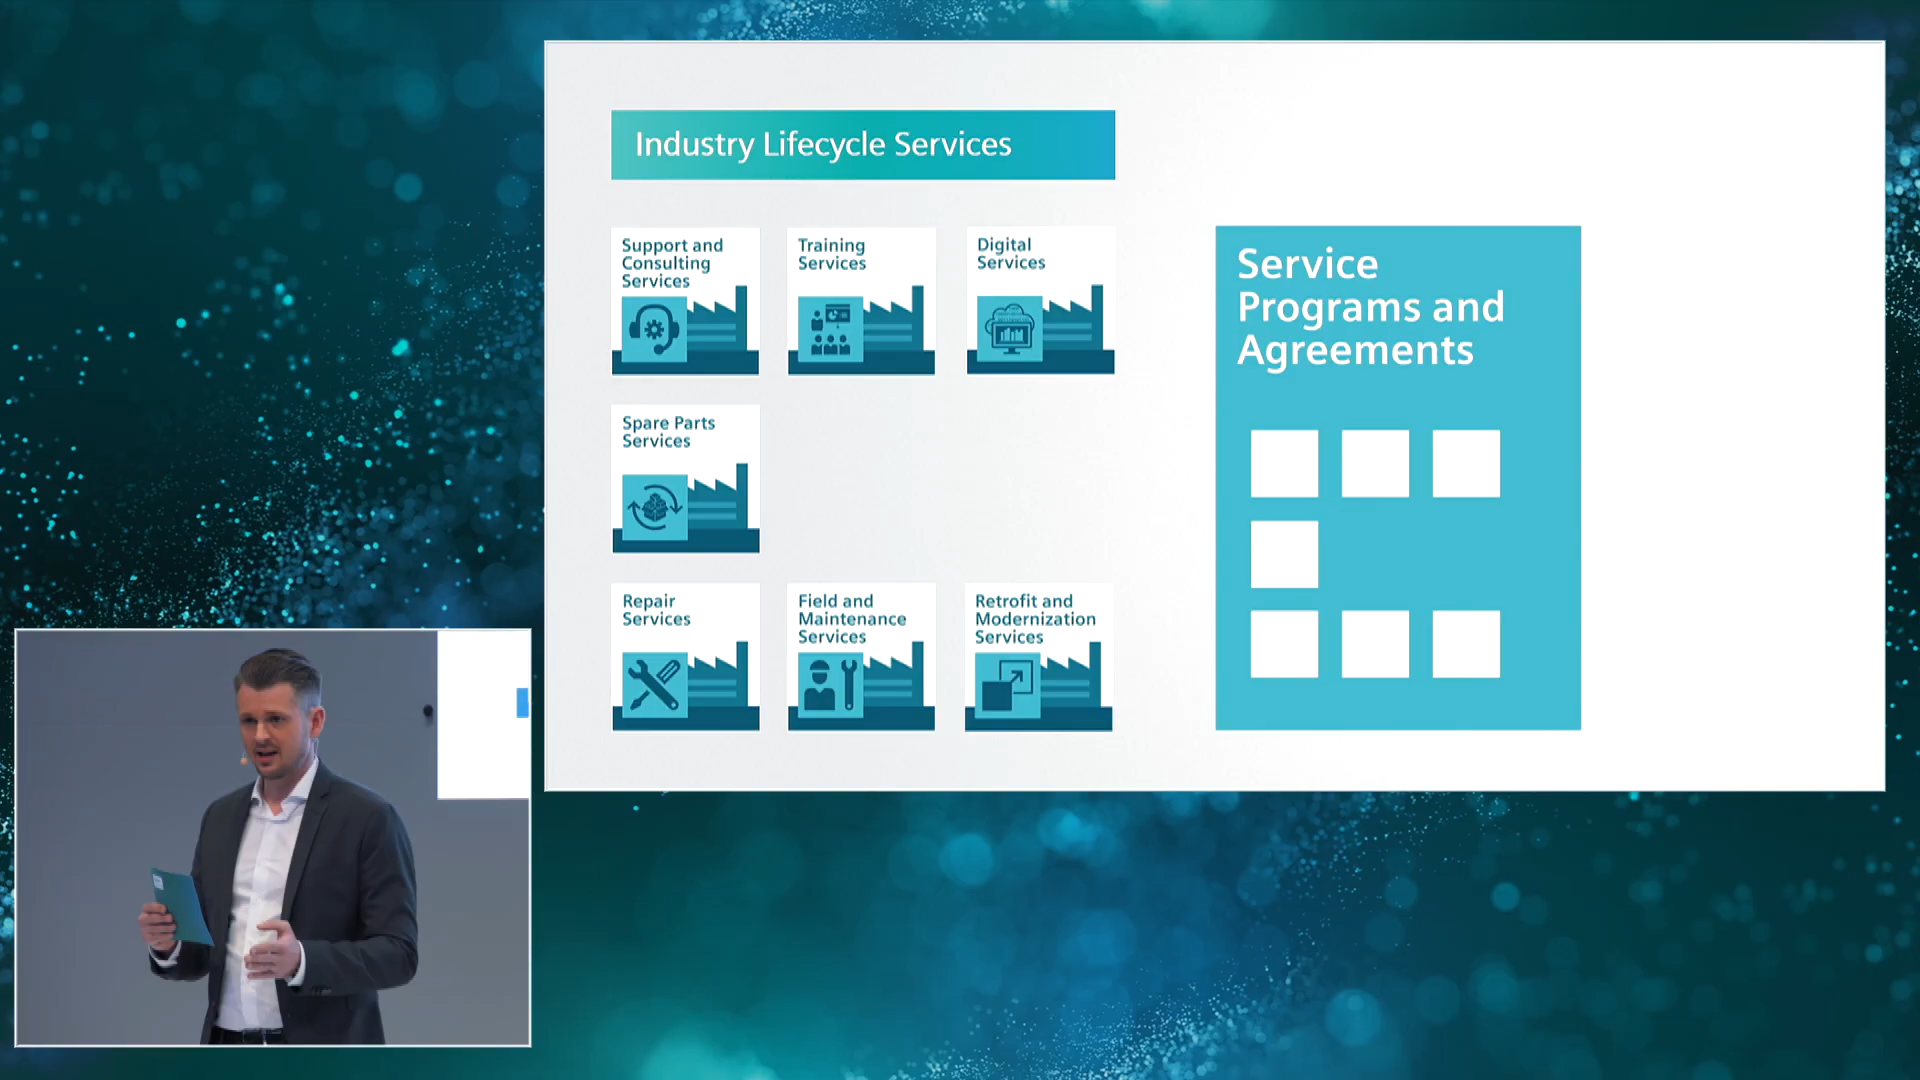 Industry Lifecycle Services
Support and
Consulting
Services
Training
Services
Digital
Services
Spare Parts
Services
Repair
Services
Field and
Maintenance
Services
Retrofit and
Modernization
Services
Service
Programs and
Agreements